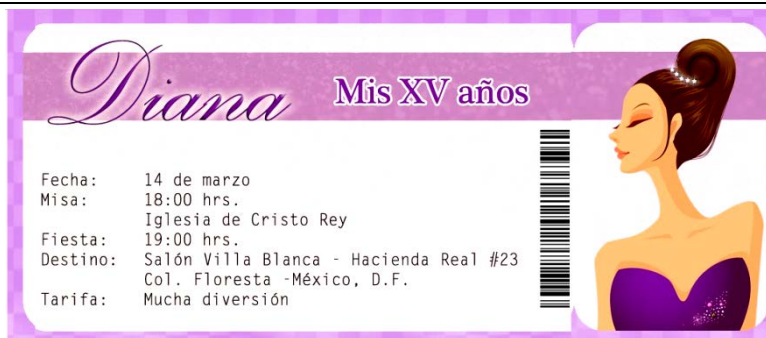 Diana
Mis XV años
Fecha: 14 de marzo
Misa: 18:00 hrs.
Iglesia de Cristo Rey
Fiesta: 19:00 hrs.
Destino: Salón Villa Blanca - Hacienda Real #23
Col. Floresta -México, D.F.
Tarifa: Mucha diversión